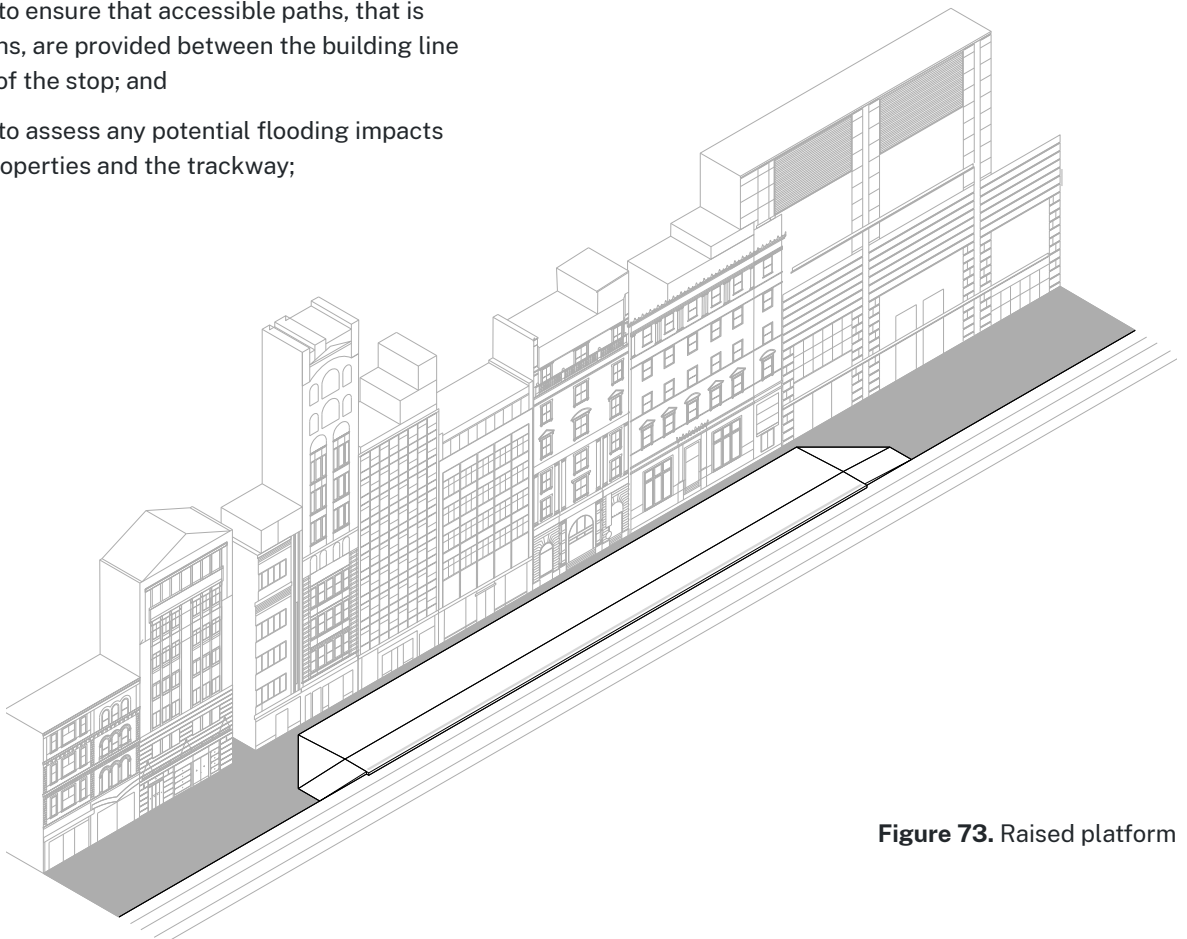 to ensure that accessible paths, that is
ns, are provided between the building line
of the stop; and
to assess any potential flooding impacts
operties and the trackway;
Figure 73. Raised platform